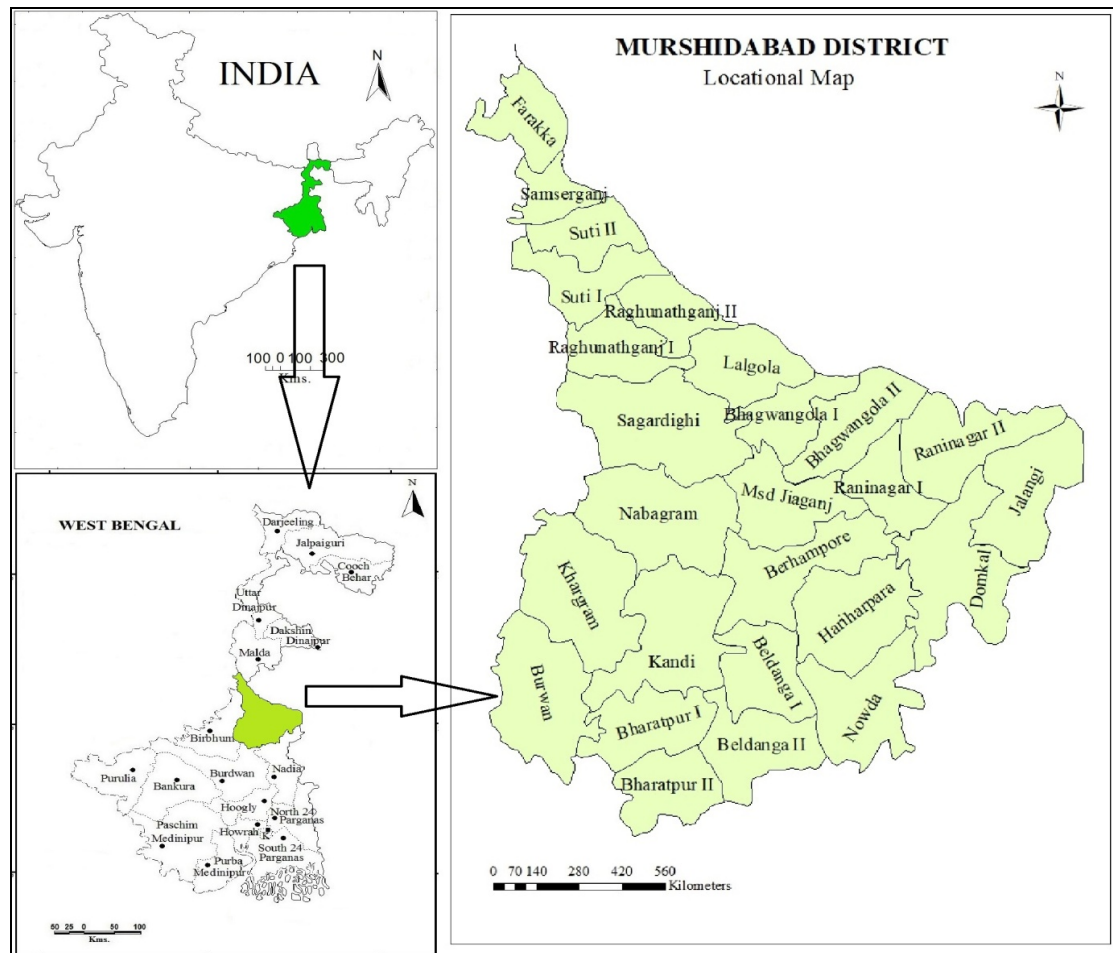 N
INDIA
100 0 100 300
Kms.
N
WEST BENGAL
Darjeeling
Jalpaiguri
Cooch
Behar
Uttar
Dinajpur
Dakshin
Dinajpur
Malda
Birbhum
Purulia
Burdwan
Nadia
Bankura
Hoogly
North 24
Parganas
Paschim
Medinipur
Howrah
K
South 24
Parganas
Purba
Medinipur
50 25 0 50 100
Kms.
MURSHIDABAD DISTRICT
Locational Map
N
Farakka
Samserganj
Suti II
Suti I
Raghunathganj II
Raghunathganj I
Lalgola
Sagardighi
Bhagwangola I
Bhagwangola II
Raninagar II
Msd Jiaganj
Raninagar I
Jalangi
Nabagram
Berhampore
Domkal
Khargram
Hariharpara
Kandi
Beldanga I
Burwan
Nowda
Bharatpur I
Beldanga II
Bharatpur II
0 70 140 280 420 560
Kilometers